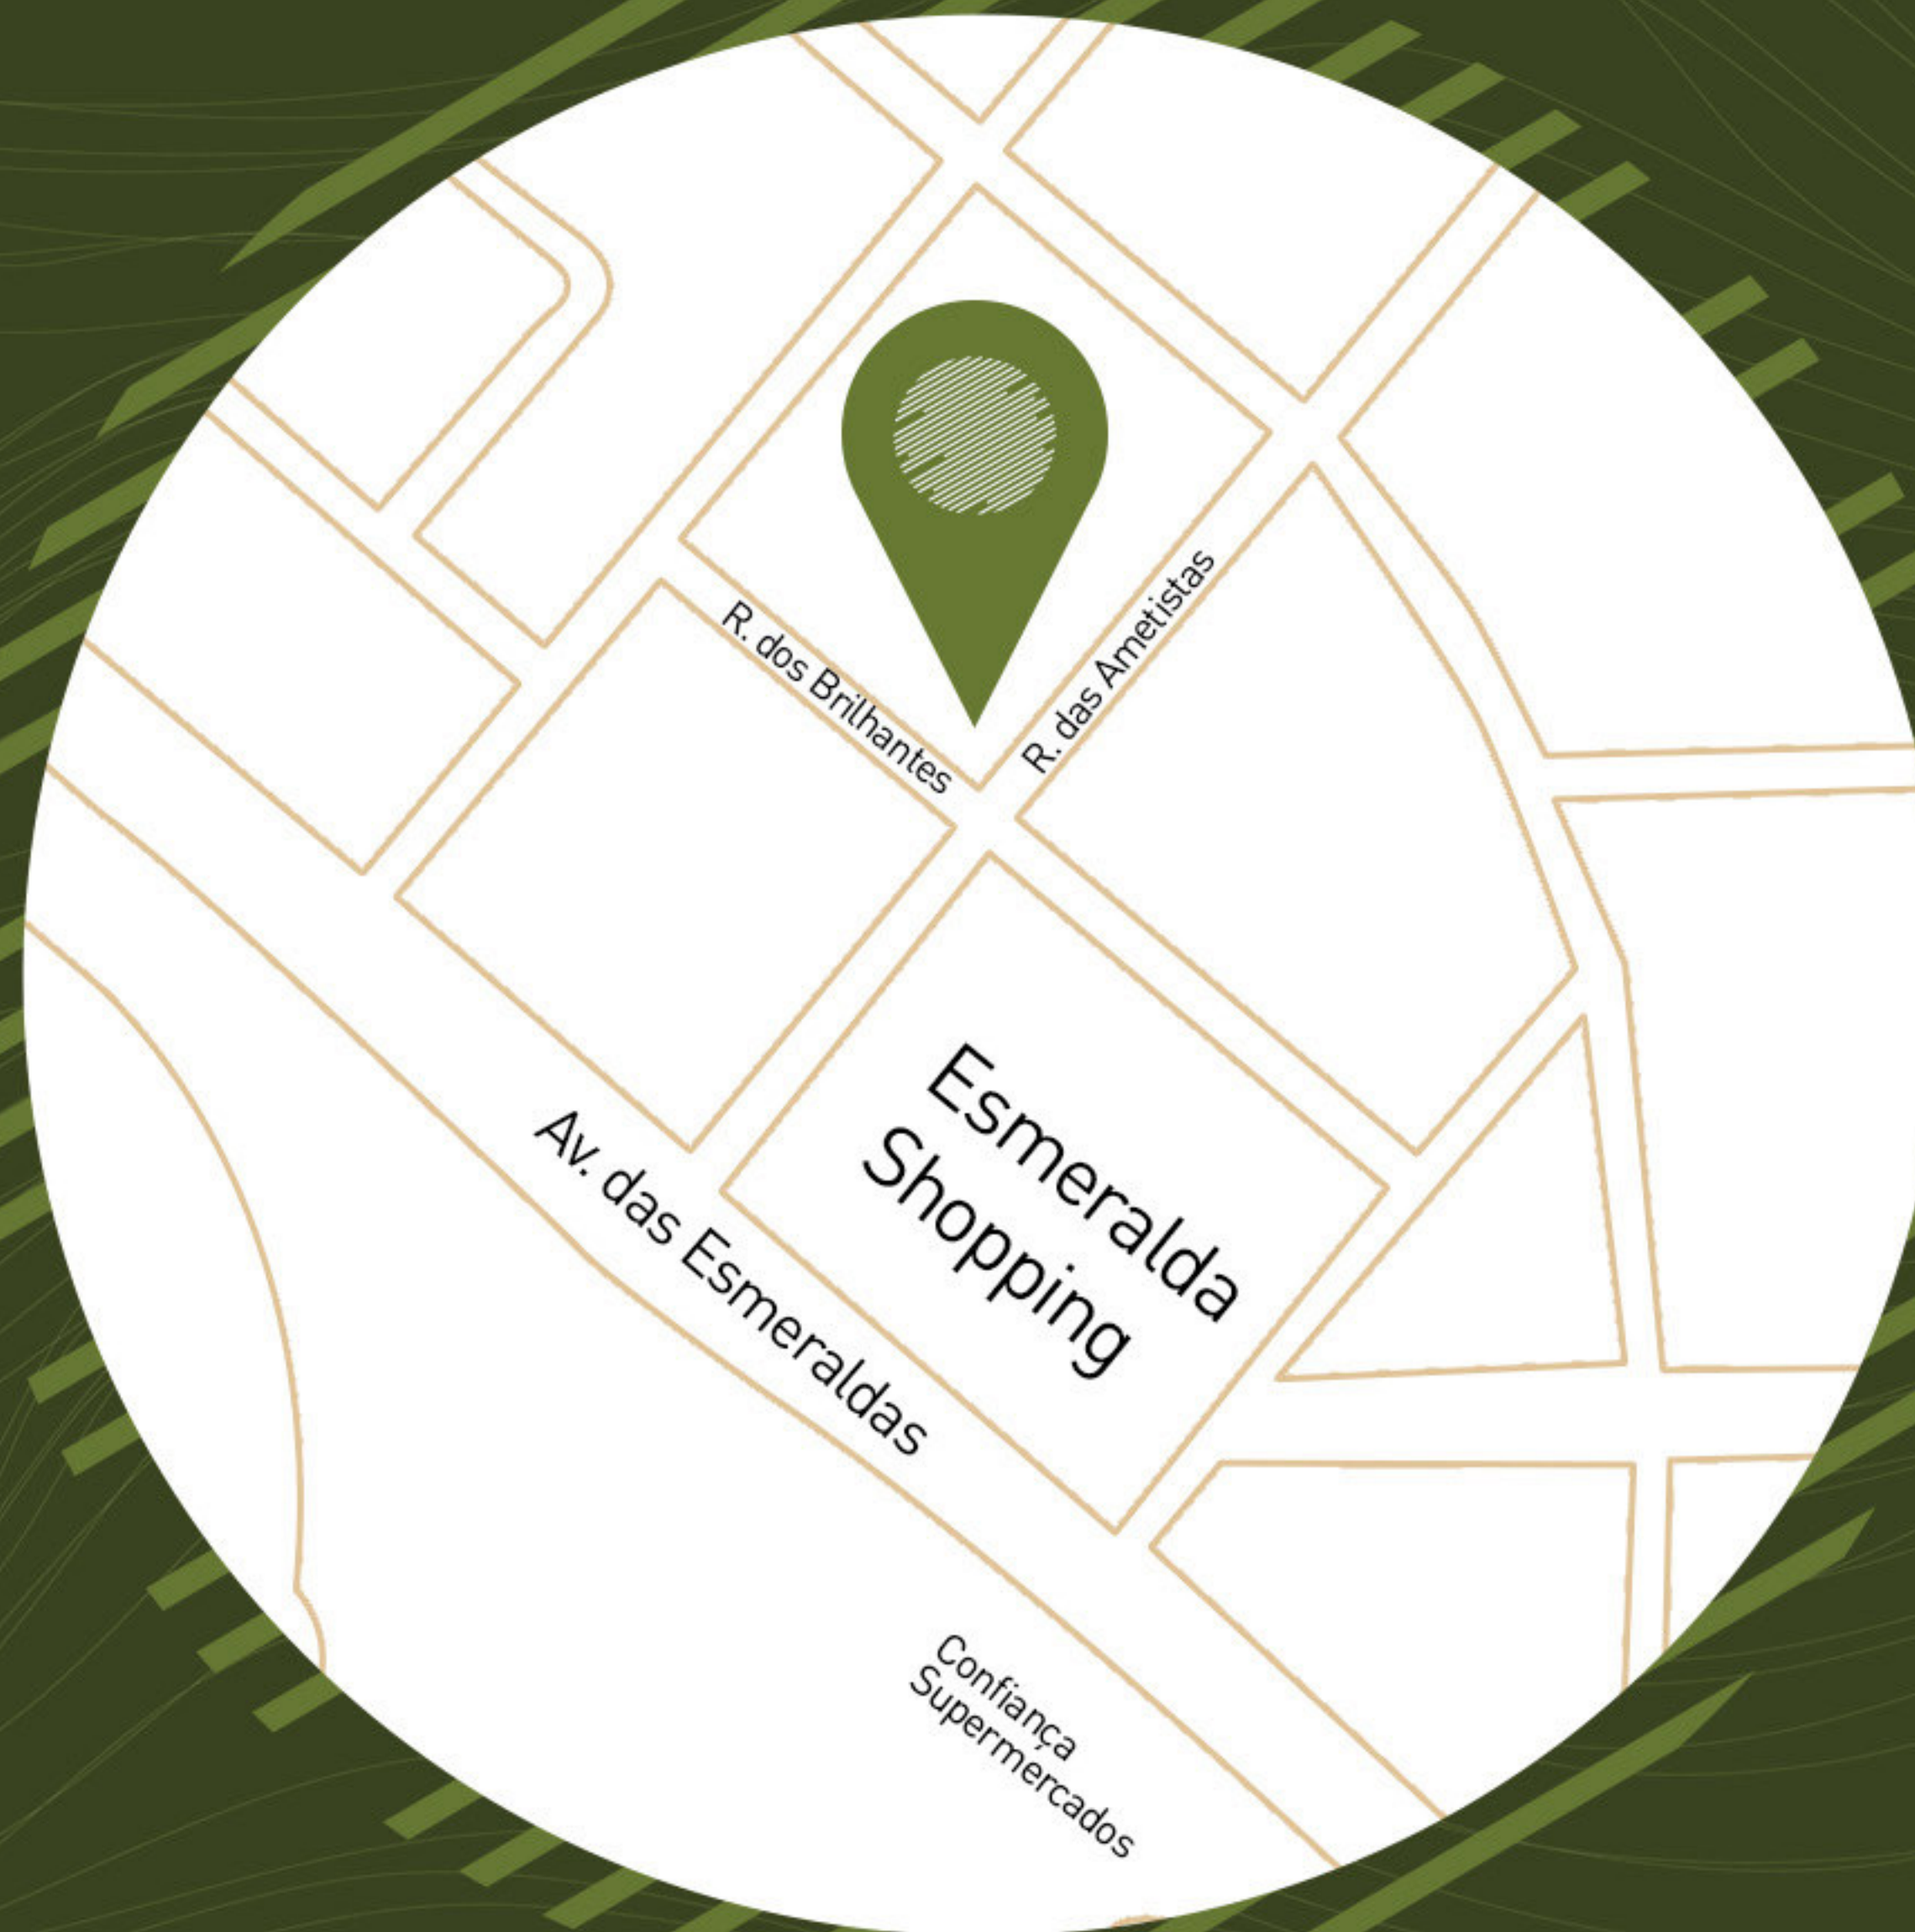 R. dos Brilhantes
R. das Ametistas
Esmeralda
Shopping
Av. das Esmeraldas
Confiança
Supermercados